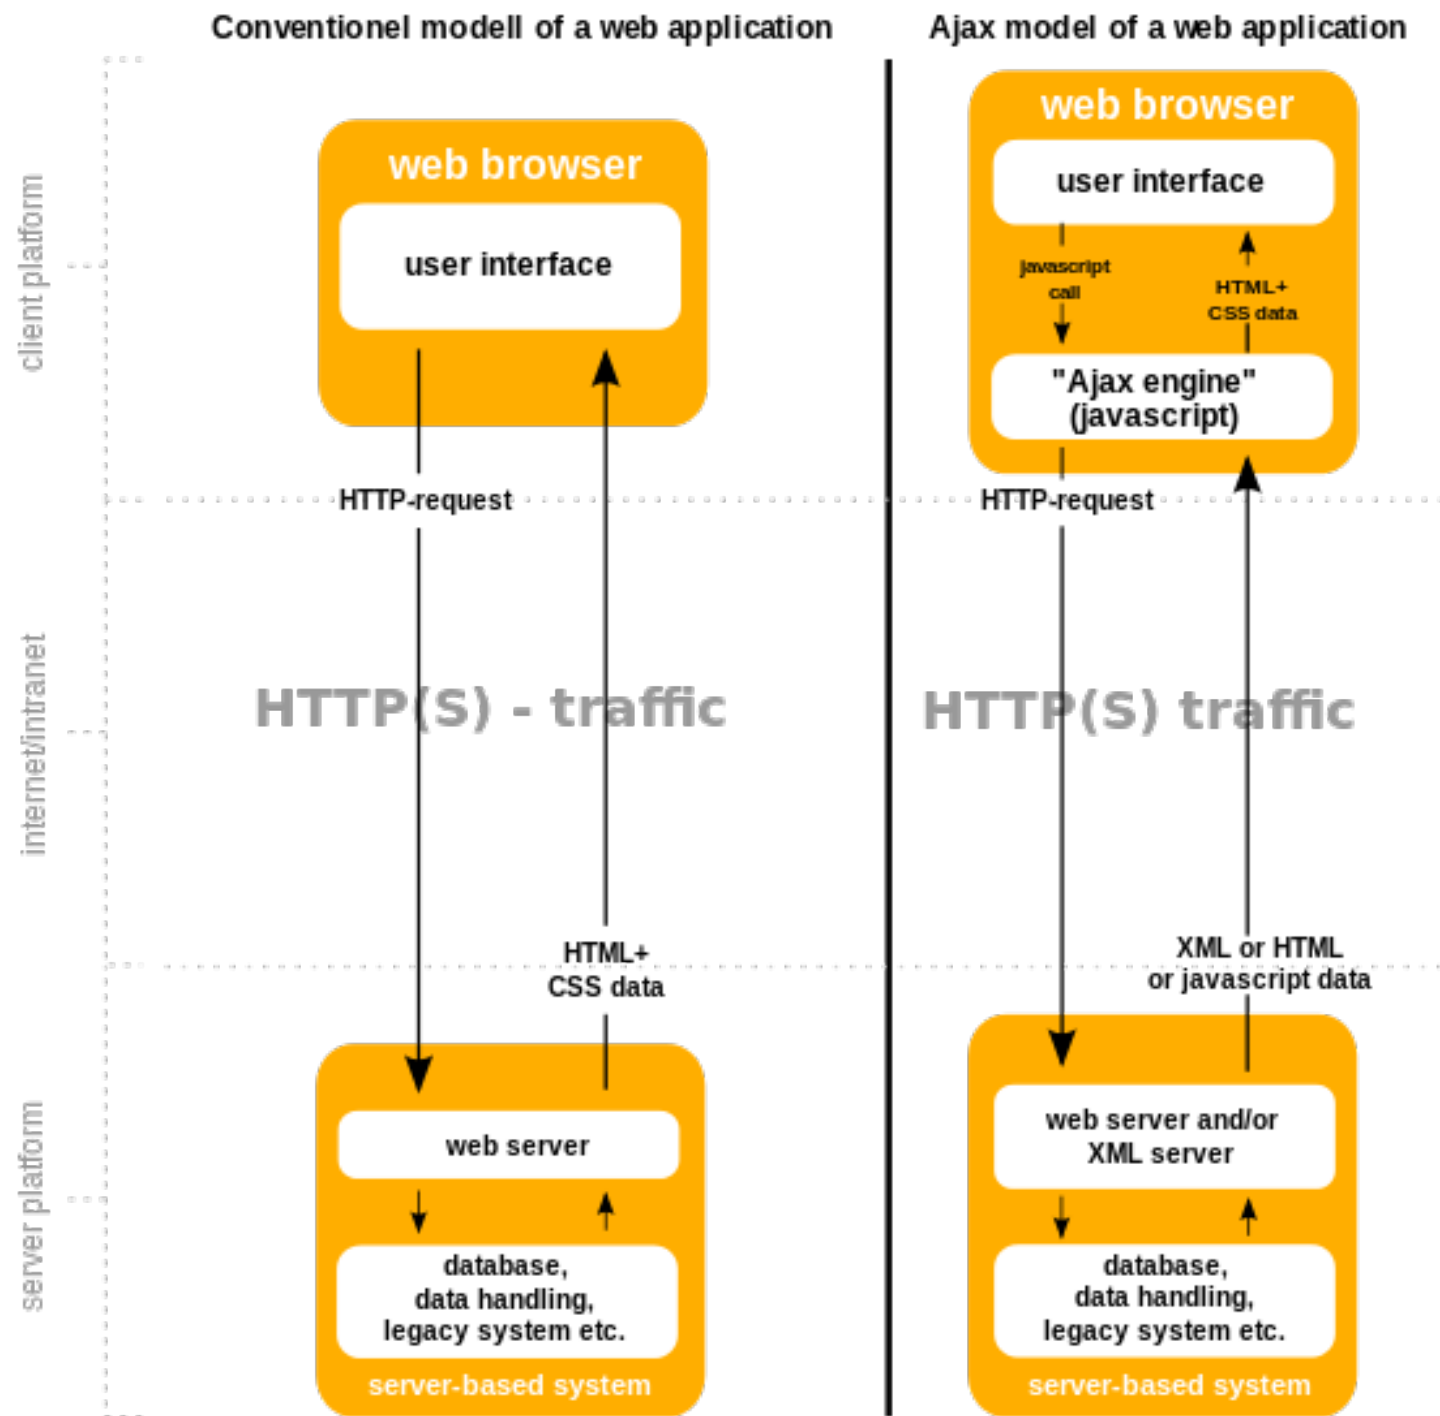 Conventionel modell of a web application
client platform
web browser
user interface
HTTP-request
internet/intranet
HTTP(S) - traffic
HTML+
CSS data
server platform
web server
database,
data handling,
legacy system etc.
server-based system
Ajax model of a web application
web browser
user interface
javascript
call
HTML+
CSS data
"Ajax engine"
(javascript)
HTTP-request
HTTP(S) traffic
XML or HTML
or javascript data
web server and/or
XML server
database,
data handling,
legacy system etc.
server-based system